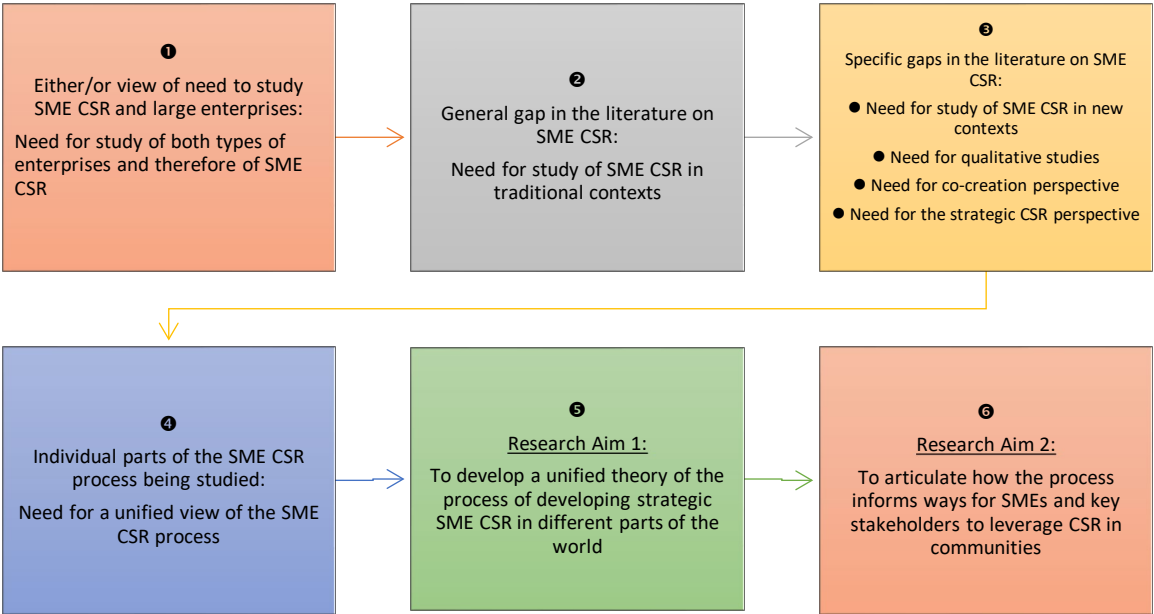 ❶
Either/or view of need to study
SME CSR and large enterprises:
Need for study of both types of
enterprises and therefore of SME
CSR
❷
General gap in the literature on
SME CSR:
Need for study of SME CSR in
traditional contexts
❸
Specific gaps in the literature on SME
CSR:
● Need for study of SME CSR in new
contexts
● Need for qualitative studies
● Need for co-creation perspective
● Need for the strategic CSR perspective
❹
Individual parts of the SME CSR
process being studied:
Need for a unified view of the SME
CSR process
❺
Research Aim 1:
To develop a unified theory of the
process of developing strategic
SME CSR in different parts of the
world
❻
Research Aim 2:
To articulate how the process
informs ways for SMEs and key
stakeholders to leverage CSR in
communities